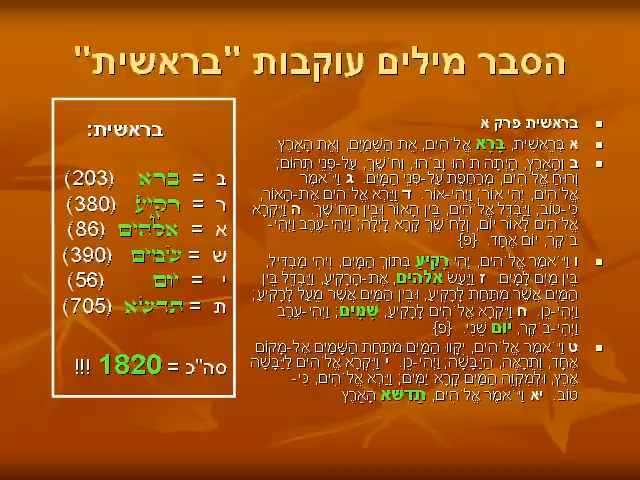 הסבר מילים עוקבות "בראשית"
בראשית פרק א
א בְּרֵאשִׁית, בָּרָא אֱלֹהִים, אֵת הַשָּׁמַיִם, וְאֵת הָאָרֶץ.
ב וְהָאָרֶץ, הָיְתָה תֹהוּ וָבֹהוּ, וְחֹשֶׁךְ, עַל-פְּנֵי תְהוֹם;
וְרוּחַ אֱלֹהִים, מְרַחֶפֶת עַל-פְּנֵי הַמָּיִם. ג וַיֹּאמֶר
אֱלֹהִים, יְהִי אוֹר; וַיְהִי-אוֹר. ד וַיַּרְא אֱלֹהִים אֶת-הָאוֹר,
כִּי-טוֹב; וַיַּבְדֵּל אֱלֹהִים, בֵּין הָאוֹר וּבֵין הַחֹשֶׁךְ. ה וַיִּקְרָא
אֱלֹהִים לָאוֹר יוֹם, וְלַחֹשֶׁךְ קָרָא לָיְלָה; וַיְהִי-עֶרֶב וַיְהִי-
בֹקֶר, יוֹם אֶחָד. {פ}
ו וַיֹּאמֶר אֱלֹהִים, יְהִי רָקִיעַ בְּתוֹךְ הַמָּיִם, וִיהִי מַבְדִּיל,
בֵּין מַיִם לָמָיִם. ז וַיַּעַשׂ אֱלֹהִים, אֶת-הָרָקִיעַ, וַיַּבְדֵּל בֵּין
הַמַּיִם אֲשֶׁר מִתַּחַת לָרָקִיעַ, וּבֵין הַמַּיִם אֲשֶׁר מֵעַל לָרָקִיעַ;
וַיְהִי-כֵן. ח וַיִּקְרָא אֱלֹהִים לָרָקִיעַ, שָׁמָיִם; וַיְהִי-עֶרֶב
וַיְהִי-בֹקֶר, יוֹם שֵׁנִי. {פ}
ט וַיֹּאמֶר אֱלֹהִים, יִקָּווּ הַמַּיִם מִתַּחַת הַשָּׁמַיִם אֶל-מָקוֹם
אֶחָד, וְתֵרָאֶה, הַיַּבָּשָׁה; וַיְהִי-כֵן. י וַיִּקְרָא אֱלֹהִים לַיַּבָּשָׁה
אֶרֶץ, וּלְמִקְוֵה הַמַּיִם קָרָא יַמִּים; וַיַּרְא אֱלֹהִים, כִּי-
טוֹב. יא וַיֹּאמֶר אֱלֹהִים, תַּדְשֵׁא הָאָרֶץ
בראשית:
ב = ברא (203)
ר = רקיע (380)
א = אלהים (86)
ש = שמים (390)
י = יום (56)
ת = תדשא (705)
סה"כ = 1820 !!!